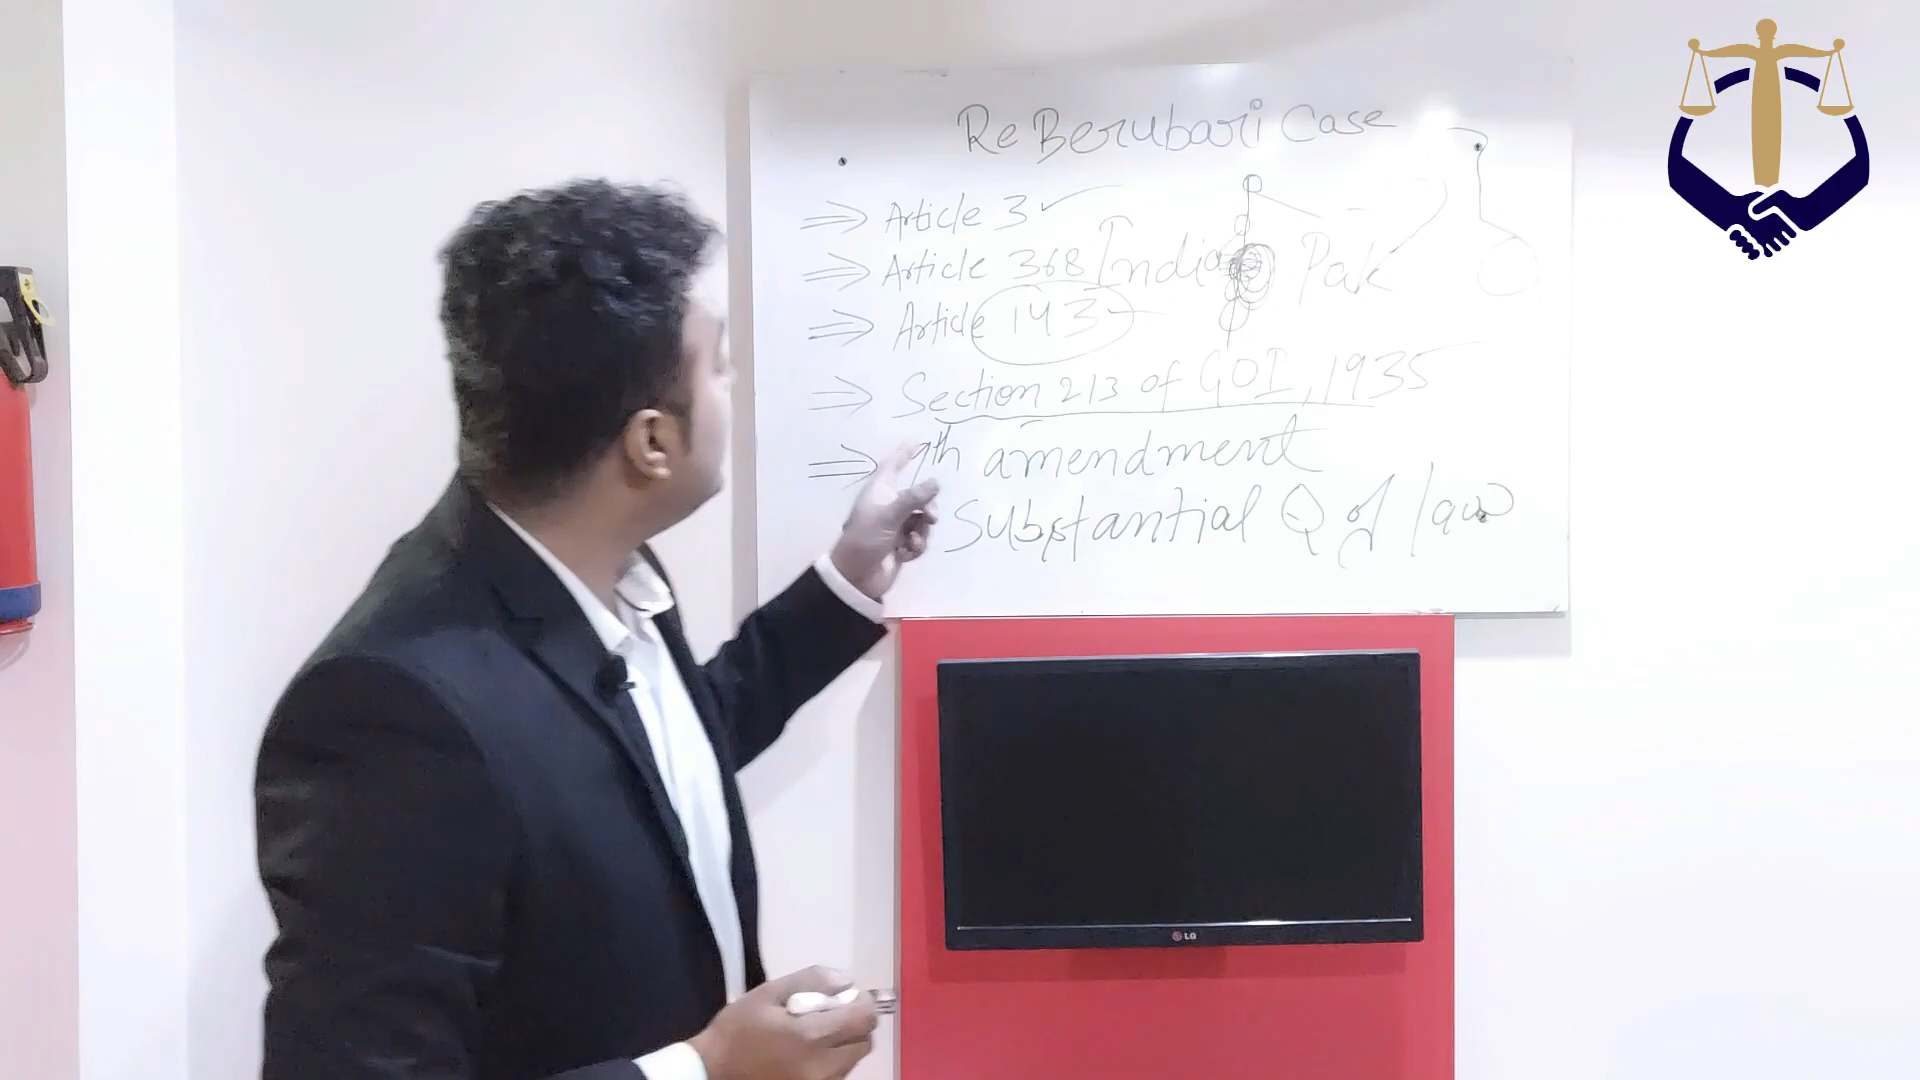 Re Berubari Case
⇒ Article 3 ✓
⇒ Article 368
India Pak
⇒ Article 143
⇒ Section 213 of GOI, 1935
⇒ 9th amendment
Substantial Q of law
LG